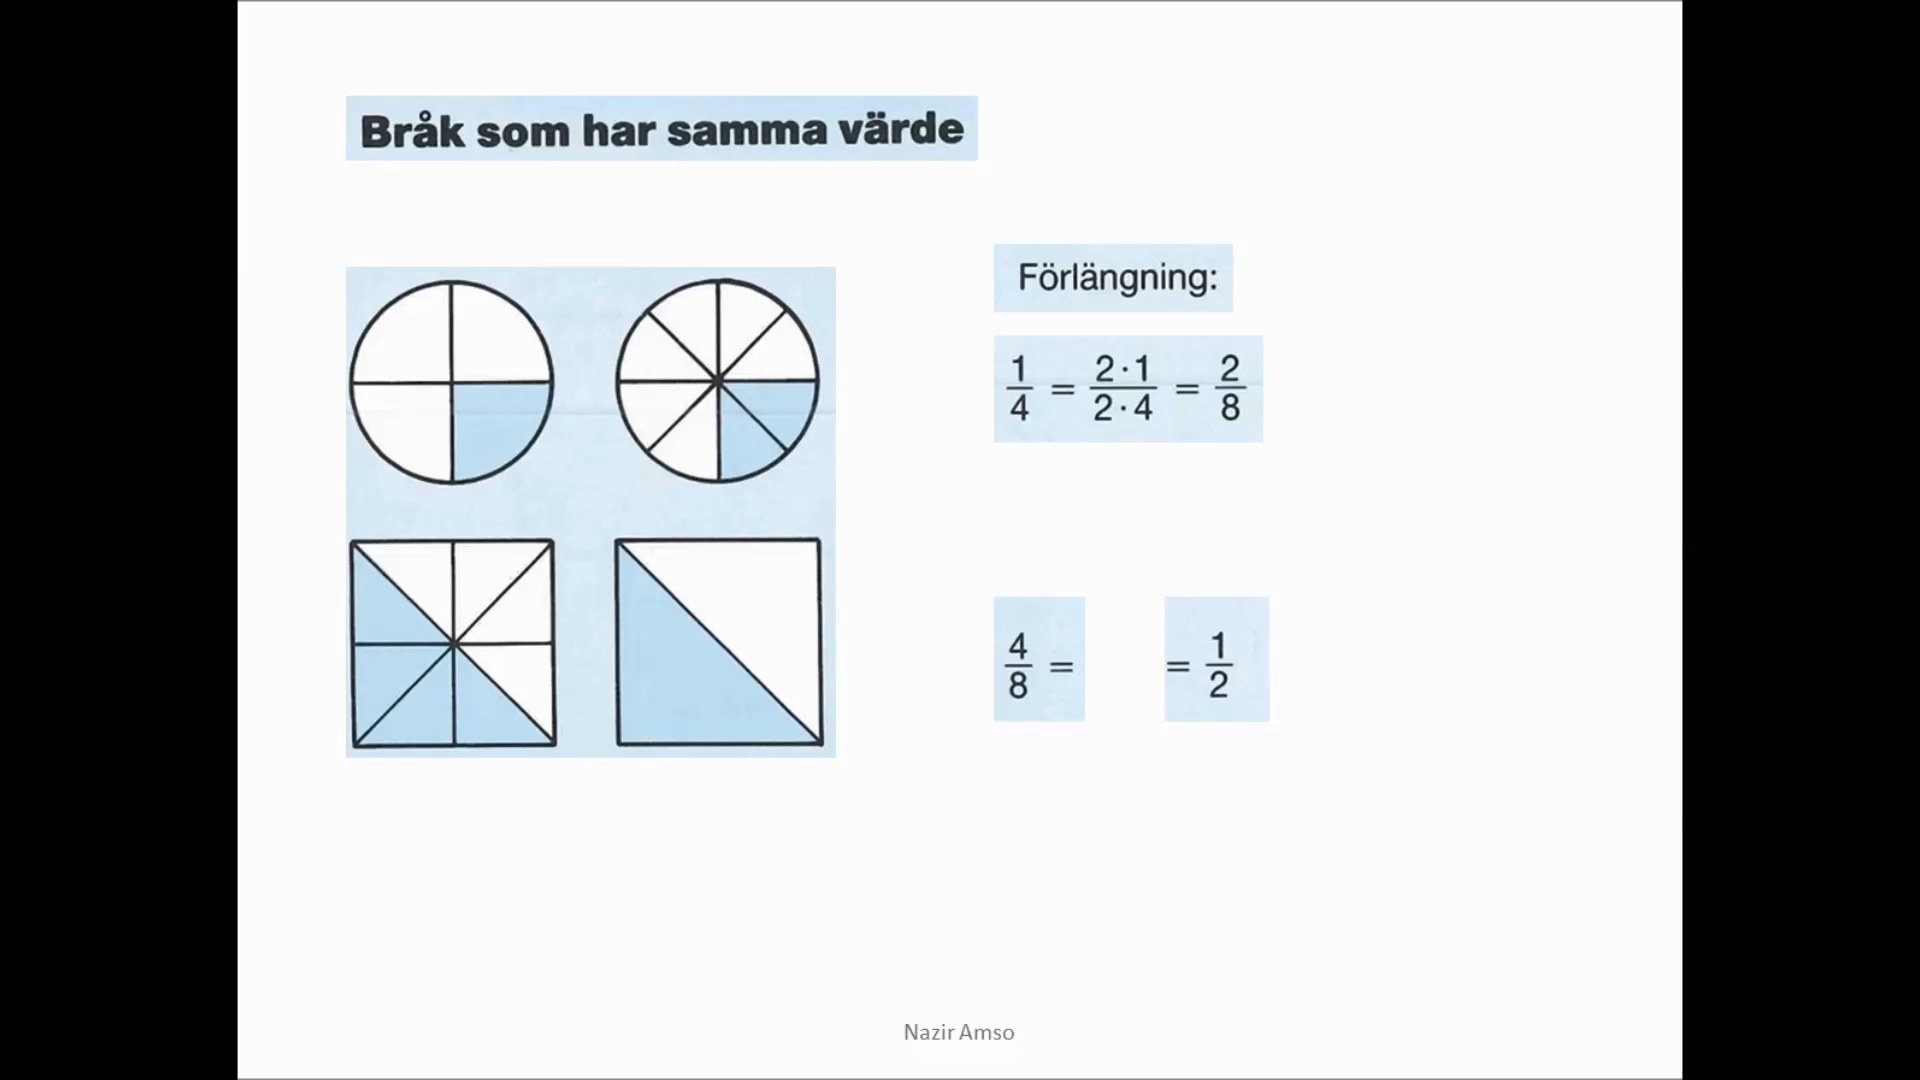 Bråk som har samma värde
Förlängning:
1/4 = 2·1/2·4 = 2/8
4/8 = = 1/2
Nazir Amso